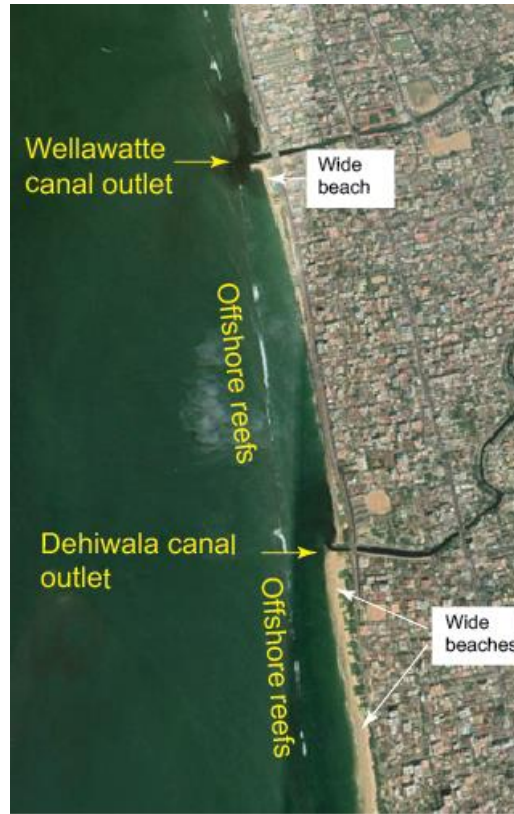 Wellawatte
canal outlet
Wide
beach
Offshore reefs
Dehiwala canal
outlet
Offshore reefs
Wide
beaches